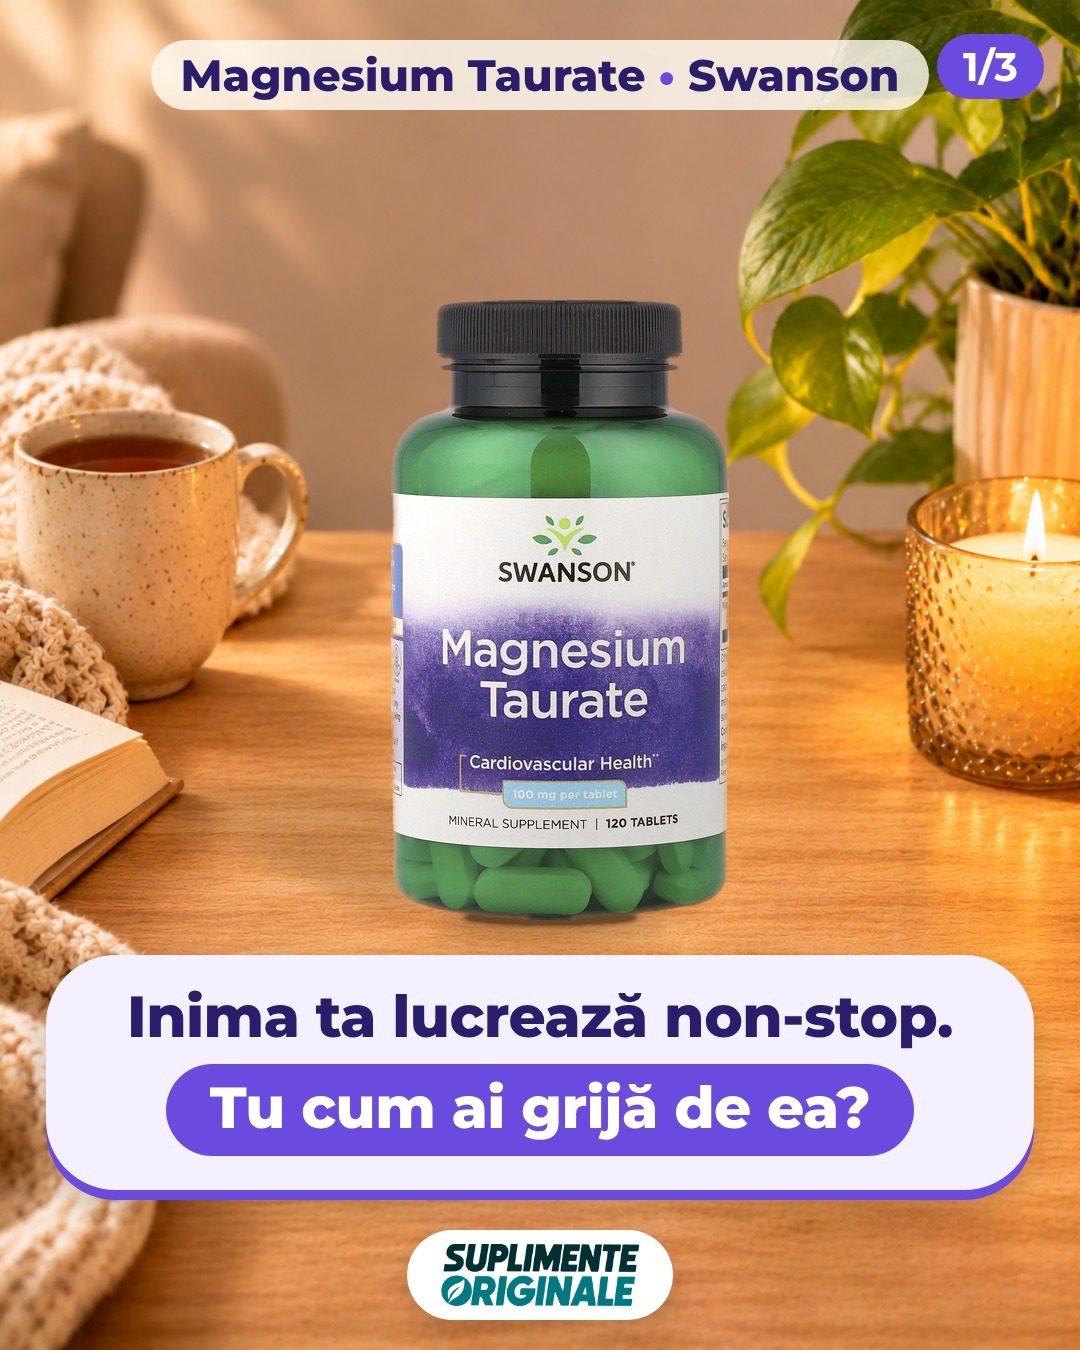 Magnesium Taurate • Swanson
1/3
SWANSON®
Magnesium
Taurate
Cardiovascular Health**
100 mg per tablet
MINERAL SUPPLEMENT | 120 TABLETS
Inima ta lucrează non-stop.
Tu cum ai grijă de ea?
SUPLIMENTE
ORIGINALE